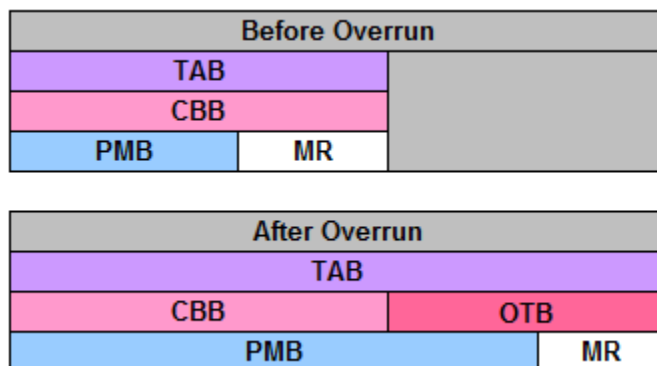 Before Overrun
TAB
CBB
PMB MR
After Overrun
TAB
CBB OTB
PMB MR